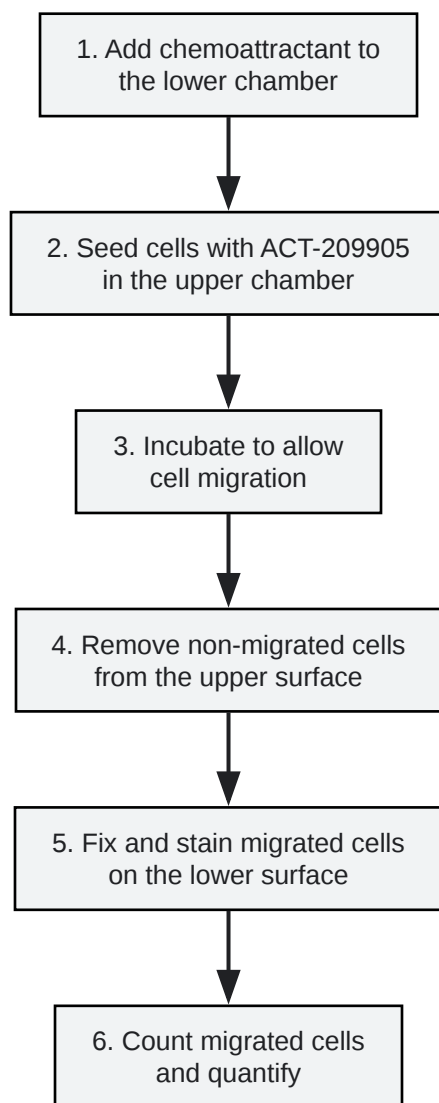 1. Add chemoattractant to
the lower chamber
2. Seed cells with ACT-209905
in the upper chamber
3. Incubate to allow
cell migration
4. Remove non-migrated cells
from the upper surface
5. Fix and stain migrated cells
on the lower surface
6. Count migrated cells
and quantify